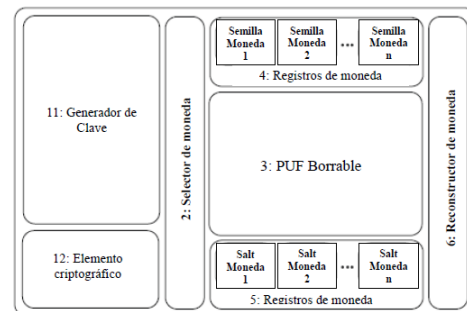 11: Generador de
Clave
12: Elemento
criptográfico
2: Selector de moneda
Semilla
Moneda
1
Semilla
Moneda
2
...
Semilla
Moneda
n
4: Registros de moneda
3: PUF Borrable
Salt
Moneda
1
Salt
Moneda
2
...
Salt
Moneda
n
5: Registros de moneda
6: Reconstructor de moneda